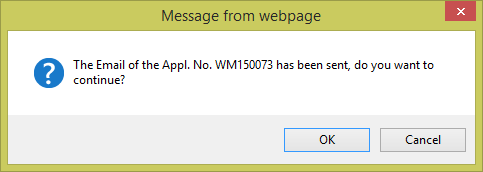 Message from webpage
The Email of the Appl. No. WM150073 has been sent, do you want to
continue?
OK Cancel